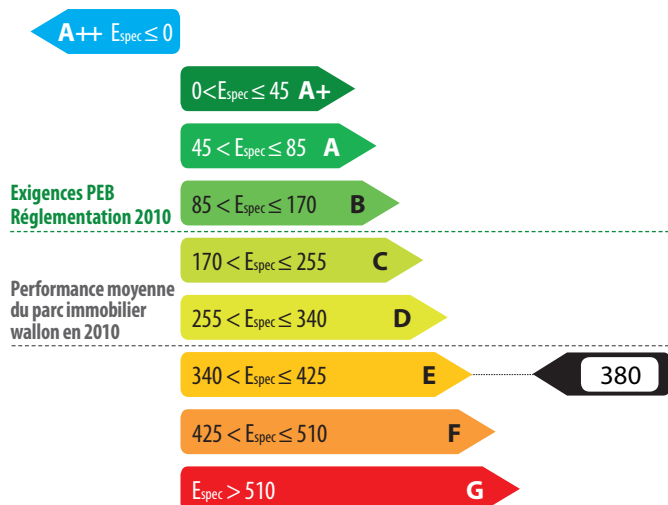 A++ Espec ≤ 0
0<Espec ≤ 45 A+
45 < Espec ≤ 85 A
Exigences PEB
Réglementation 2010
85 < Espec ≤ 170 B
170 < Espec ≤ 255 C
Performance moyenne
du parc immobilier
wallon en 2010
255 < Espec ≤ 340 D
340 < Espec ≤ 425 E
380
425 < Espec ≤ 510 F
Espec > 510 G